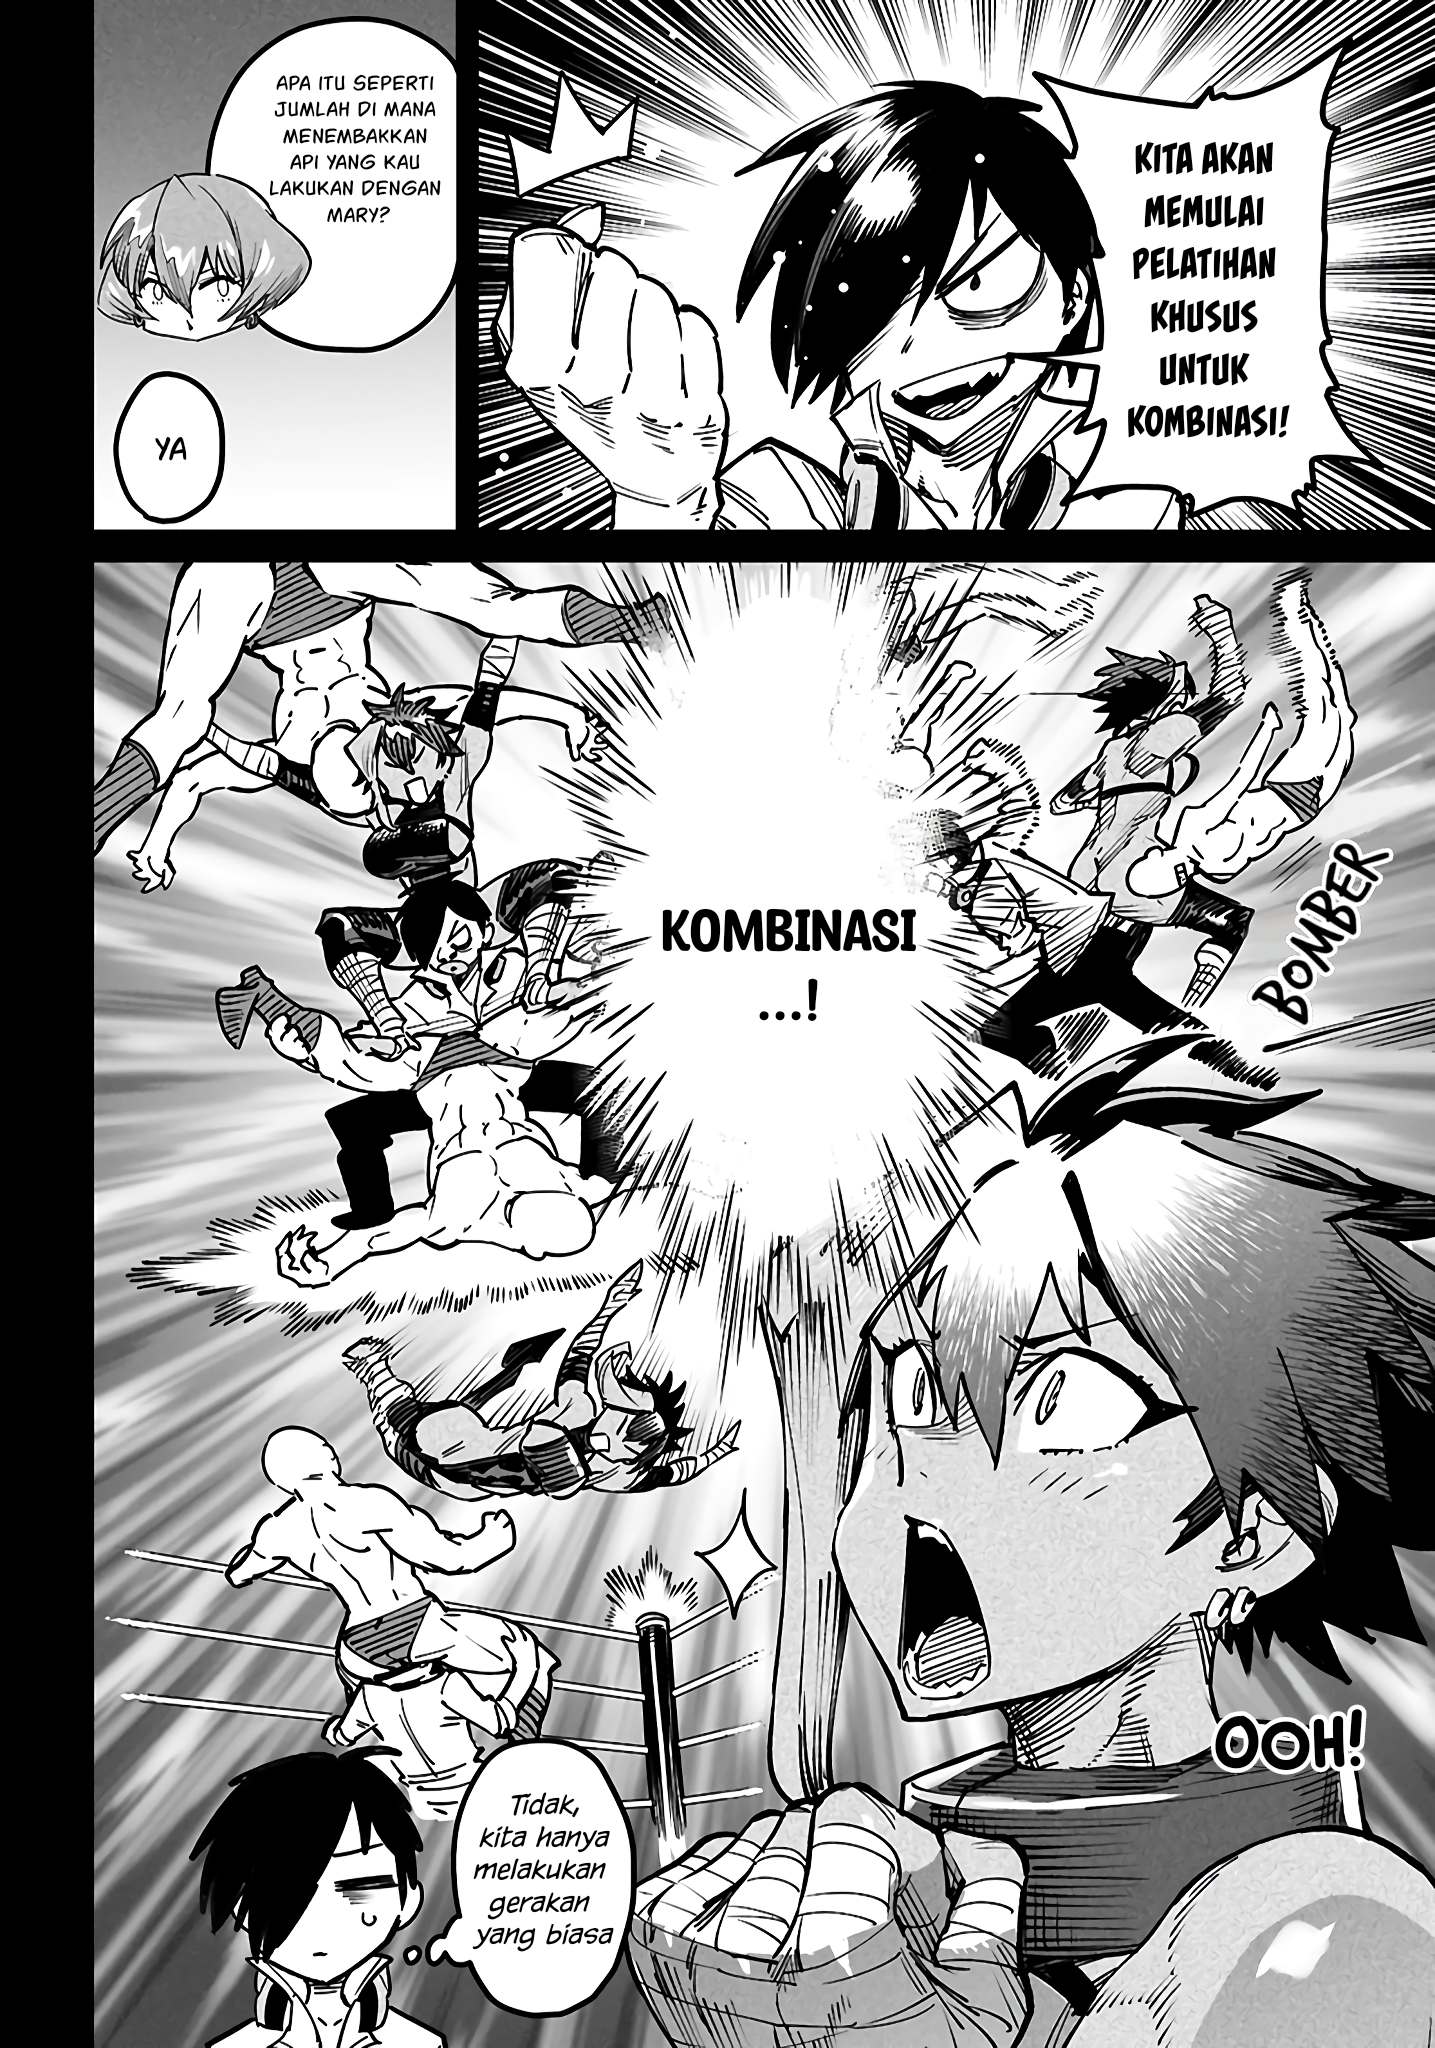 KITA AKAN
MEMULAI
PELATIHAN
KHUSUS
UNTUK
KOMBINASI!
APA ITU SEPERTI
JUMLAH DI MANA
MENEMBAKKAN
API YANG KAU
LAKUKAN DENGAN
MARY?
YA
KOMBINASI
...!
BOMBER
OOH!
Tidak,
kita hanya
melakukan
gerakan
yang biasa